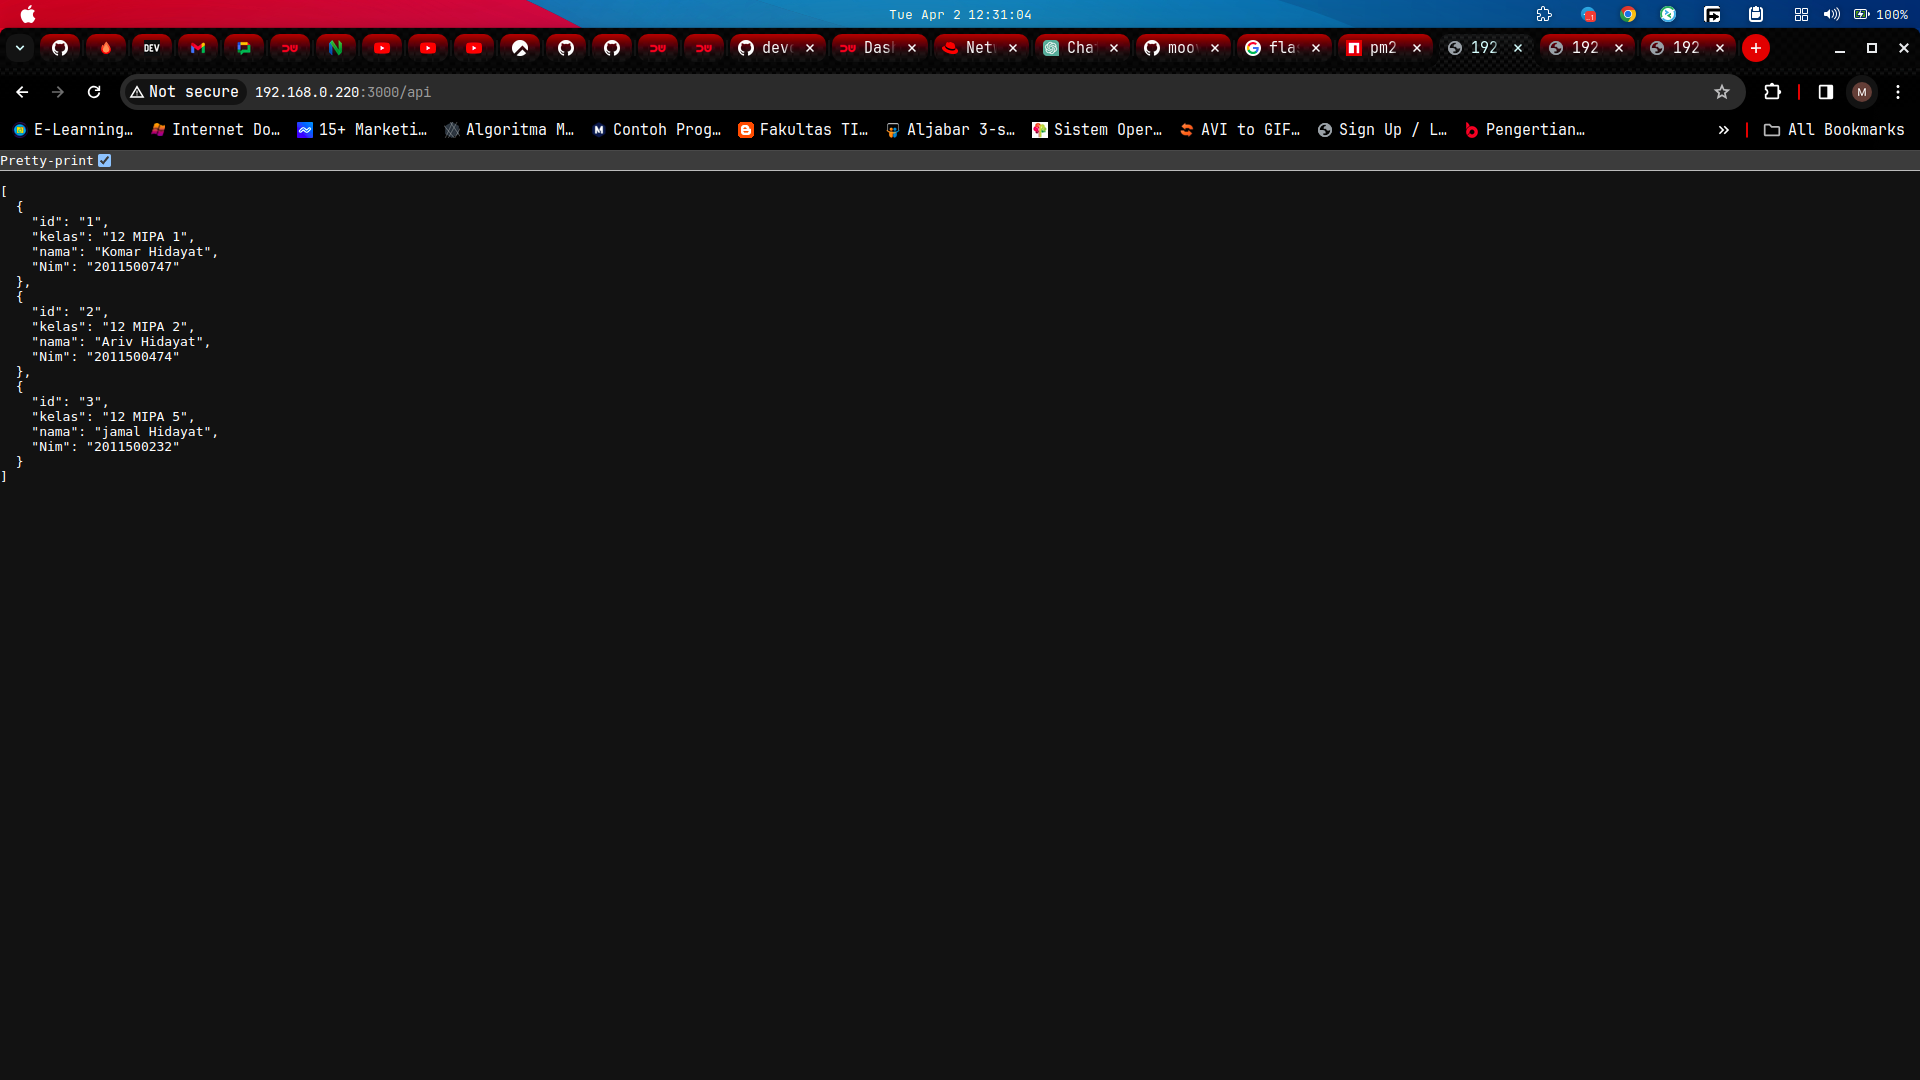 Tue Apr 2 12:31:04
100%
DEV
devo
Dasl
Netw
Cha
moo
fla
pm2
192
192
192
Not secure
192.168.0.220:3000/api
M
E-Learning…
Internet Do…
15+ Marketi…
Algoritma M…
Contoh Prog…
Fakultas TI…
Aljabar 3-s…
Sistem Oper…
AVI to GIF…
Sign Up / L…
Pengertian…
»
All Bookmarks
Pretty-print
[
  {
    "id": "1",
    "kelas": "12 MIPA 1",
    "nama": "Komar Hidayat",
    "Nim": "2011500747"
  },
  {
    "id": "2",
    "kelas": "12 MIPA 2",
    "nama": "Ariv Hidayat",
    "Nim": "2011500474"
  },
  {
    "id": "3",
    "kelas": "12 MIPA 5",
    "nama": "jamal Hidayat",
    "Nim": "2011500232"
  }
]